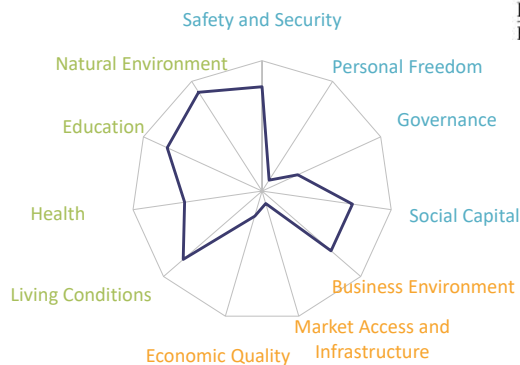 Safety and Security
Natural Environment
Personal Freedom
Education
Governance
Health
Social Capital
Living Conditions
Business Environment
Market Access and
Infrastructure
Economic Quality